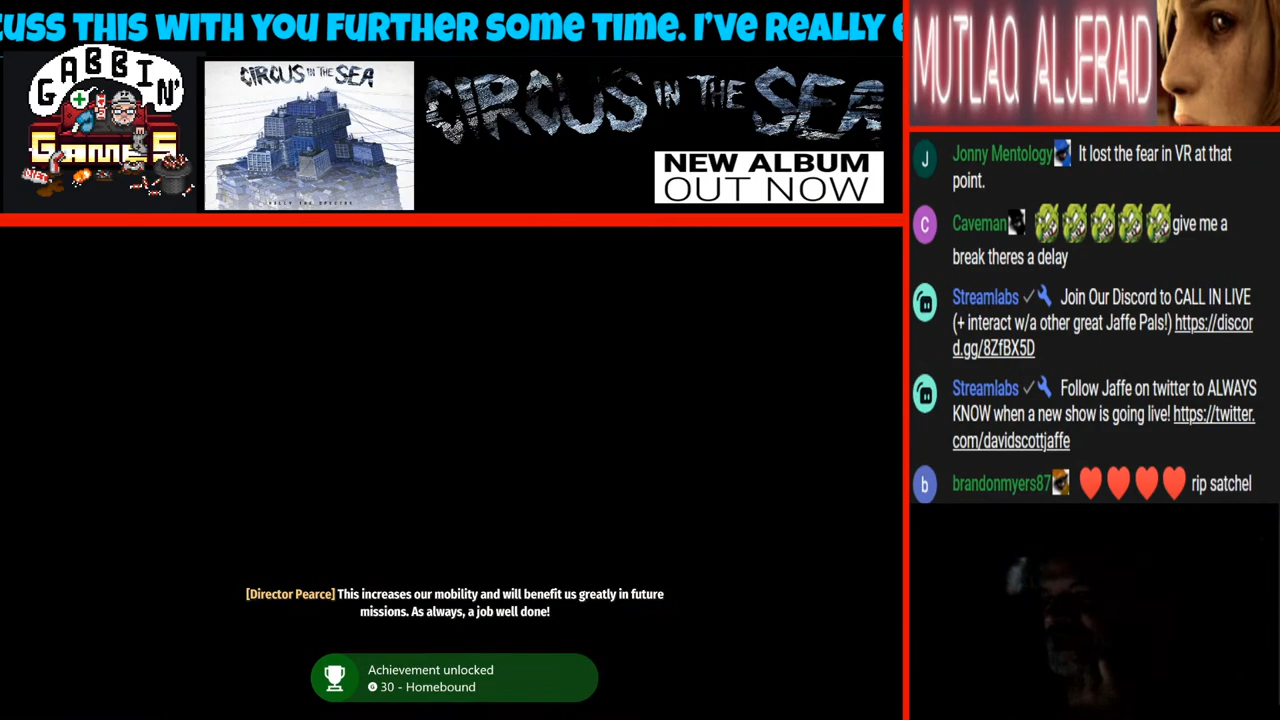 CUSS THIS WITH YOU FURTHER SOME TIME. I'VE REALLY
GABBIN'
GAMES
CIRCUS IN THE SEA
CIRCUS IN THE SEA
NEW ALBUM
OUT NOW
MUTLAQ ALJERAID
J
Jonny Mentology It lost the fear in VR at that
point.
C
Caveman give me a
break theres a delay
Streamlabs Join Our Discord to CALL IN LIVE
(+ interact w/a other great Jaffe Pals!) https://discor
d.gg/8ZfBX5D
Streamlabs Follow Jaffe on twitter to ALWAYS
KNOW when a new show is going live! https://twitter.
com/davidscottjaffe
b
brandonmyers87 ❤️❤️❤️❤️ rip satchel
[Director Pearce] This increases our mobility and will benefit us greatly in future
missions. As always, a job well done!
Achievement unlocked
G 30 - Homebound